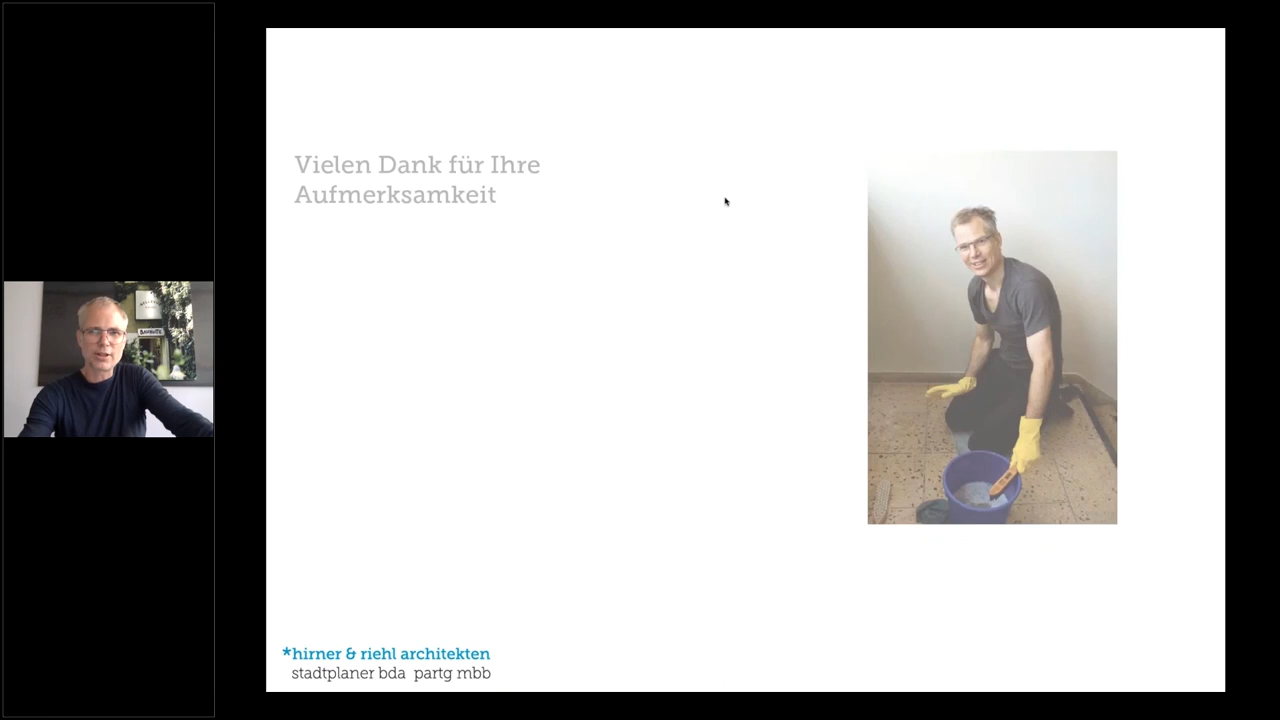 Vielen Dank für Ihre
Aufmerksamkeit
*hirner & riehl architekten
stadtplaner bda partg mbb